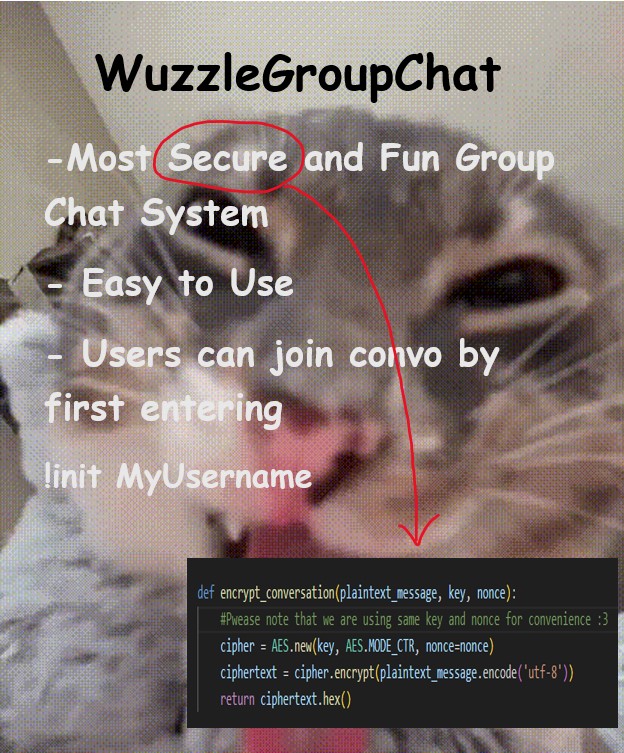 WuzzleGroupChat
-Most Secure and Fun Group
Chat System
- Easy to Use
- Users can join convo by
first entering
!init MyUsername
def encrypt_conversation(plaintext_message, key, nonce):
#Pwease note that we are using same key and nonce for convenience :3
cipher = AES.new(key, AES.MODE_CTR, nonce=nonce)
ciphertext = cipher.encrypt(plaintext_message.encode('utf-8'))
return ciphertext.hex()